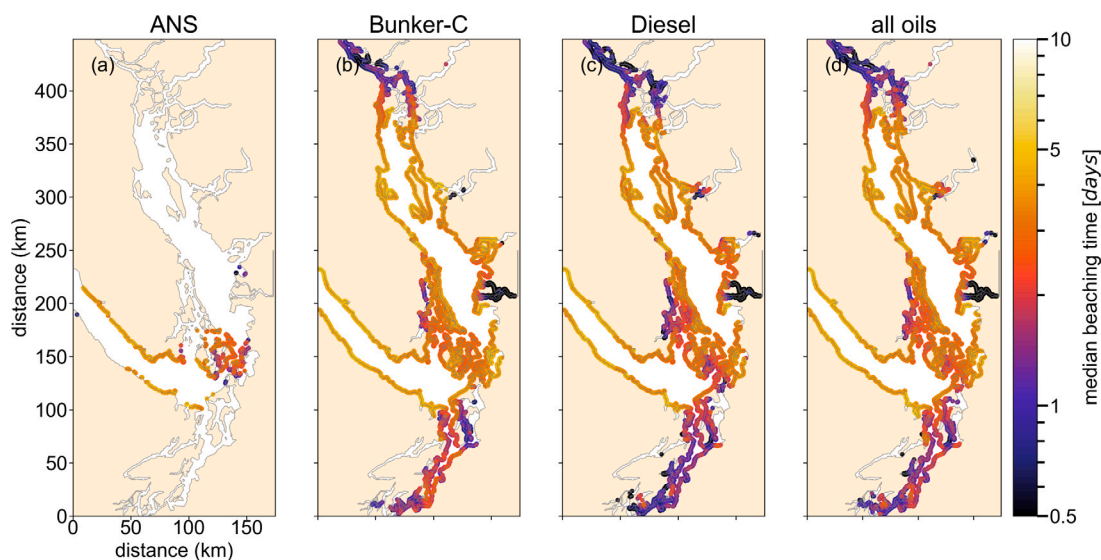 ANS
Bunker-C
Diesel
all oils
(a)
(b)
(c)
(d)
400
350
300
250
200
150
100
50
0
distance (km)
0 50 100 150
distance (km)
10
5
1
0.5
median beaching time [days]